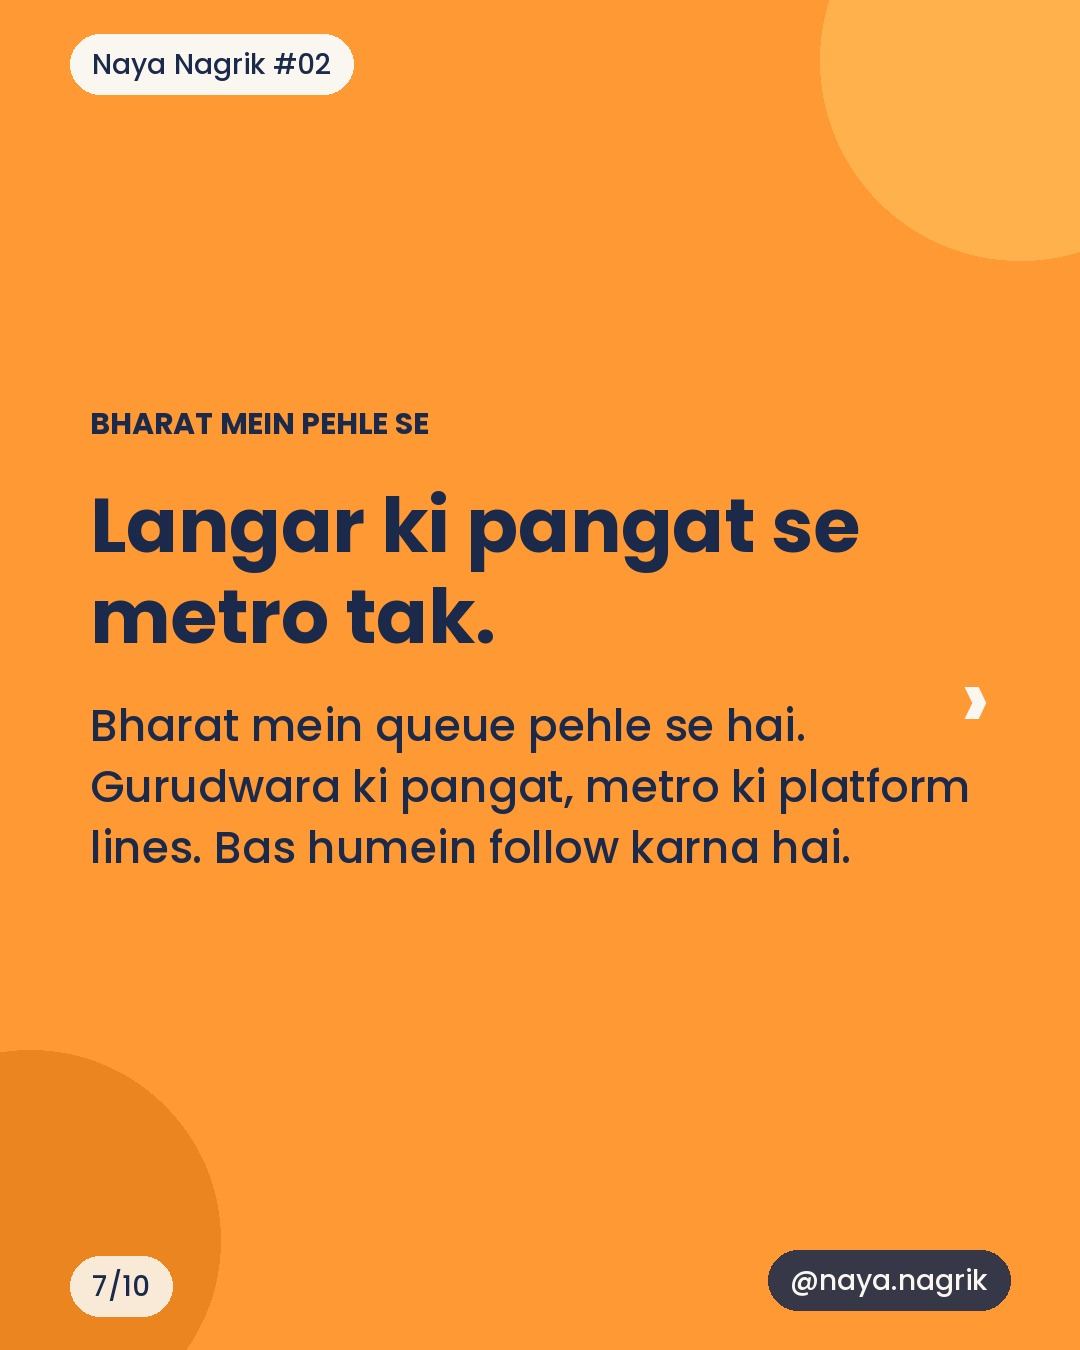 Naya Nagrik #02
BHARAT MEIN PEHLE SE
Langar ki pangat se
metro tak.
Bharat mein queue pehle se hai.
Gurudwara ki pangat, metro ki platform
lines. Bas humein follow karna hai.
7/10
@naya.nagrik